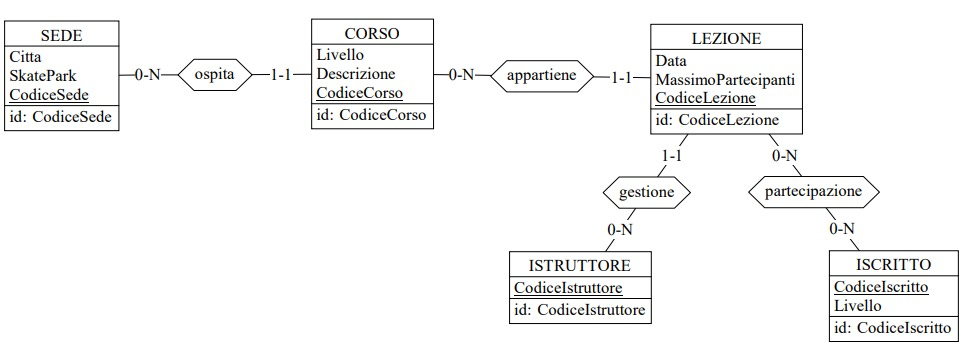 SEDE
Citta
SkatePark
CodiceSede
id: CodiceSede
0-N
ospita
1-1
CORSO
Livello
Descrizione
CodiceCorso
id: CodiceCorso
0-N
appartiene
1-1
LEZIONE
Data
MassimoPartecipanti
CodiceLezione
id: CodiceLezione
1-1
gestione
0-N
ISTRUTTORE
CodiceIstruttore
id: CodiceIstruttore
0-N
partecipazione
0-N
ISCRITTO
CodiceIscritto
Livello
id: CodiceIscritto